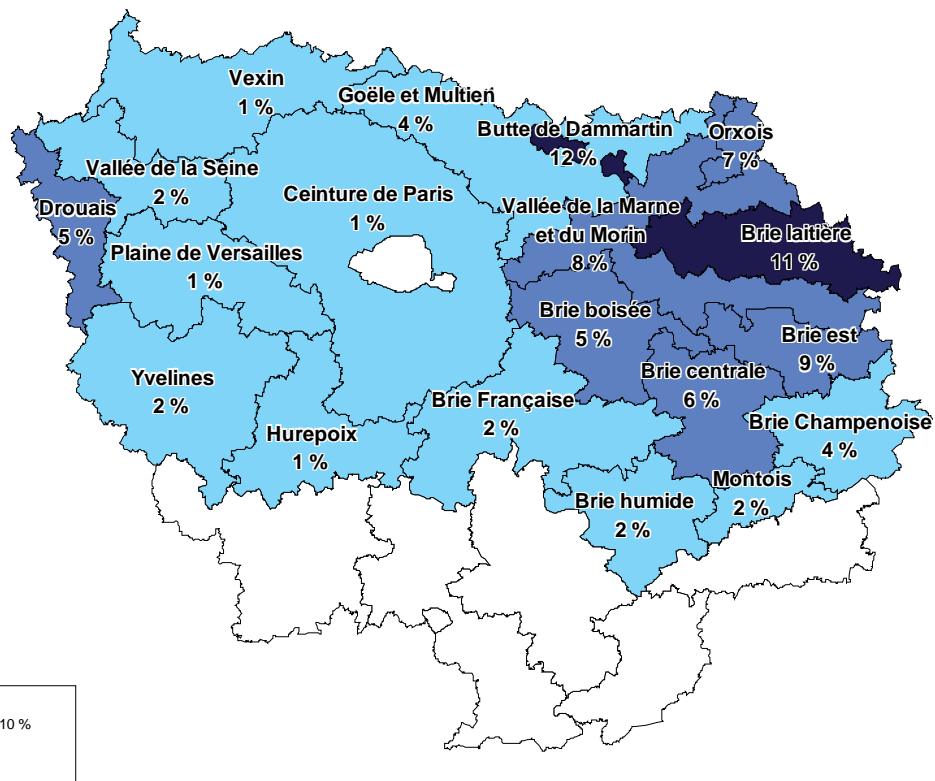 Vexin
1 %
Goële et Multien
4 %
Butte de Dammartin
12 %
Orxois
7 %
Vallée de la Seine
2 %
Ceinture de Paris
1 %
Drouais
5 %
Vallée de la Marne
et du Morin
8 %
Brie laitière
11 %
Plaine de Versailles
1 %
Brie boisée
5 %
Brie est
9 %
Yvelines
2 %
Brie centrale
6 %
Brie Française
2 %
Brie Champenoise
4 %
Hurepoix
1 %
Montois
2 %
Brie humide
2 %
10 %